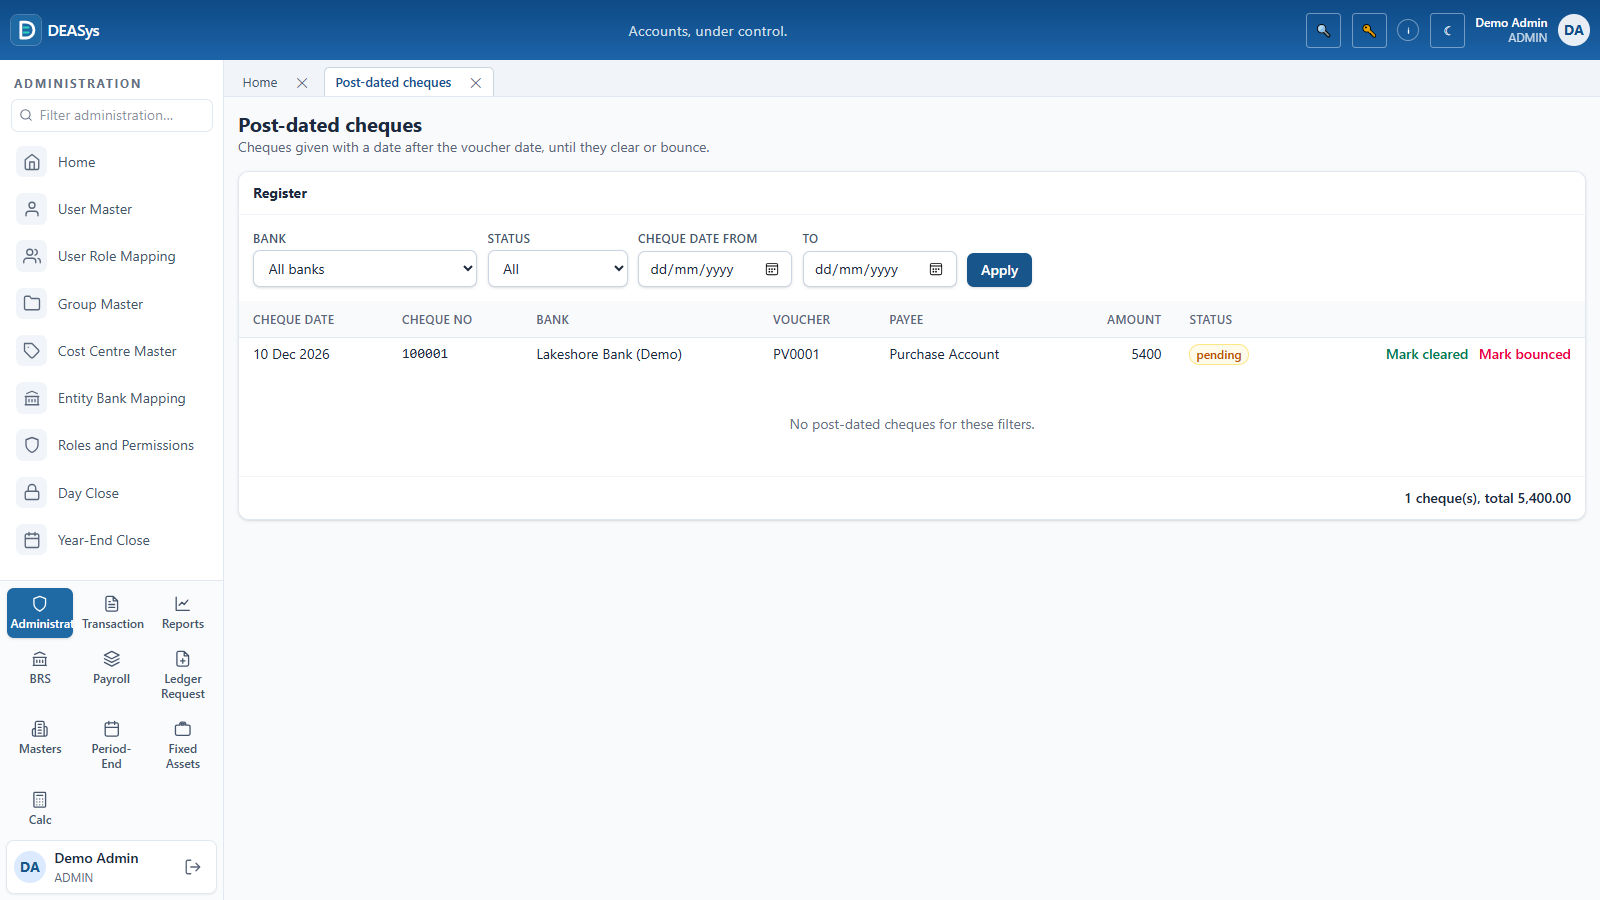 DEASys
Accounts, under control.
Demo Admin
ADMIN
DA
ADMINISTRATION
Filter administration...
Home
User Master
User Role Mapping
Group Master
Cost Centre Master
Entity Bank Mapping
Roles and Permissions
Day Close
Year-End Close
Administrat
Transaction
Reports
BRS
Payroll
Ledger
Request
Masters
Period-
End
Fixed
Assets
Calc
DA
Demo Admin
ADMIN
Home
Post-dated cheques
Post-dated cheques
Cheques given with a date after the voucher date, until they clear or bounce.
Register
BANK STATUS CHEQUE DATE FROM TO
All banks All dd/mm/yyyy dd/mm/yyyy Apply
CHEQUE DATE CHEQUE NO BANK VOUCHER PAYEE AMOUNT STATUS
10 Dec 2026 100001 Lakeshore Bank (Demo) PV0001 Purchase Account 5400 pending Mark cleared Mark bounced
No post-dated cheques for these filters.
1 cheque(s), total 5,400.00